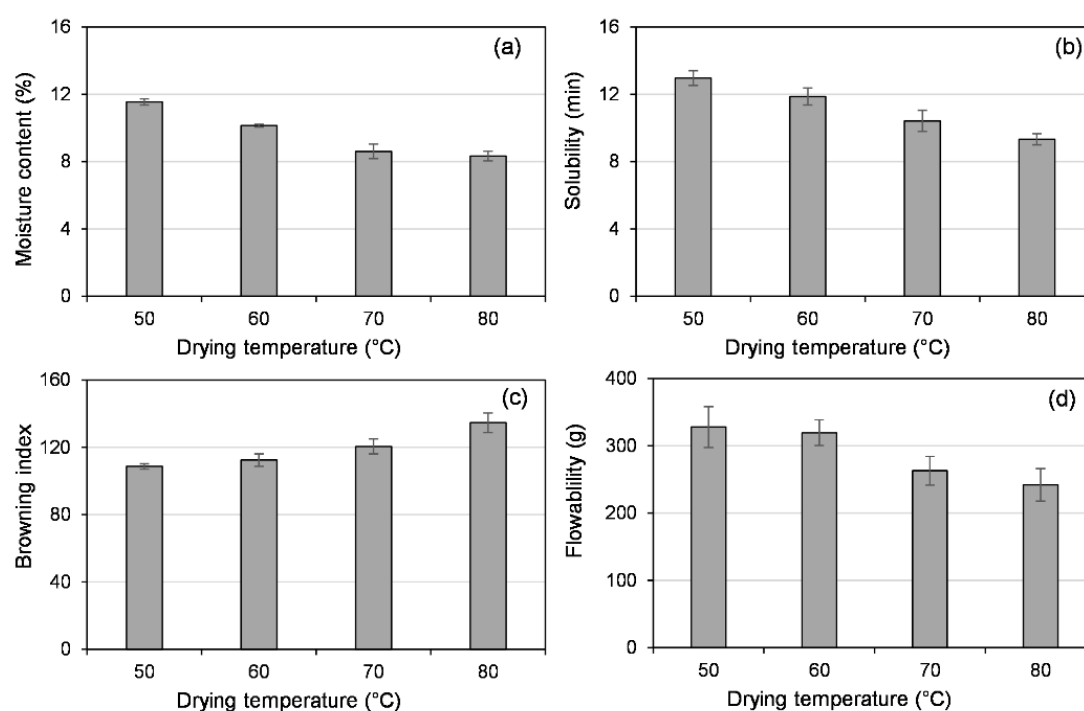 (a)
Moisture content (%)
16
12
8
4
0
50 60 70 80
Drying temperature (°C)
(b)
Solubility (min)
16
12
8
4
0
50 60 70 80
Drying temperature (°C)
(c)
Browning index
160
120
80
40
0
50 60 70 80
Drying temperature (°C)
(d)
Flowablility (g)
400
300
200
100
0
50 60 70 80
Drying temperature (°C)